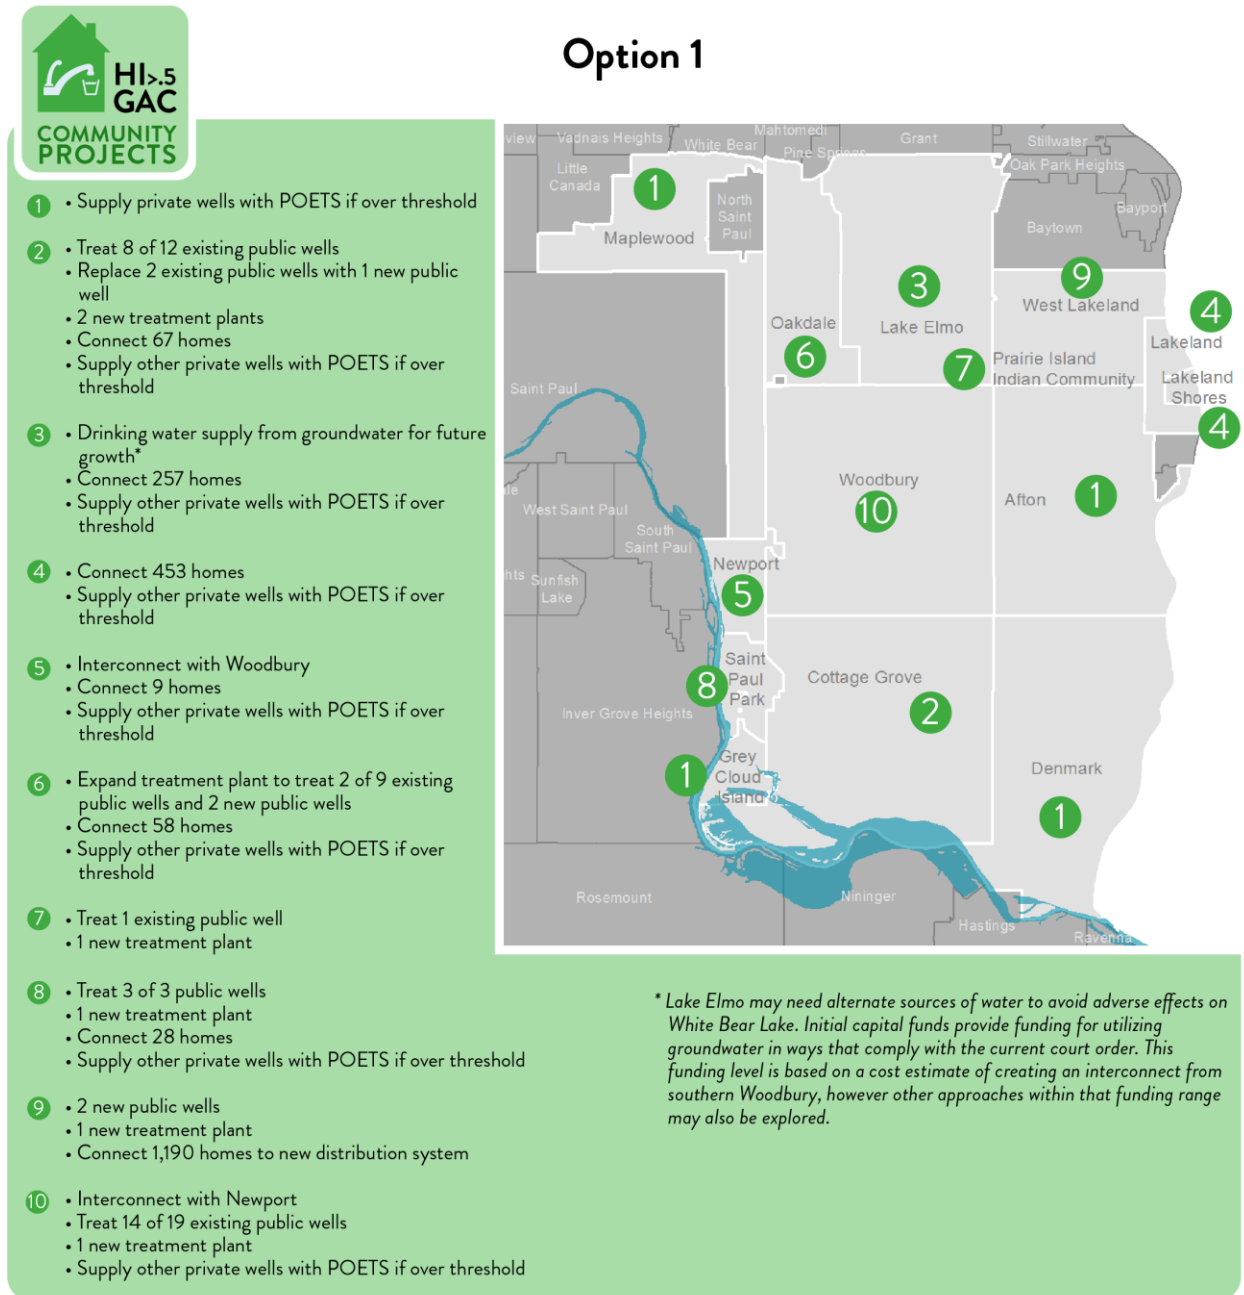 Option 1
HI>.5
GAC
COMMUNITY
PROJECTS
1 • Supply private wells with POETS if over threshold
2 • Treat 8 of 12 existing public wells
• Replace 2 existing public wells with 1 new public
well
• 2 new treatment plants
• Connect 67 homes
• Supply other private wells with POETS if over
threshold
3 • Drinking water supply from groundwater for future
growth*
• Connect 257 homes
• Supply other private wells with POETS if over
threshold
4 • Connect 453 homes
• Supply other private wells with POETS if over
threshold
5 • Interconnect with Woodbury
• Connect 9 homes
• Supply other private wells with POETS if over
threshold
6 • Expand treatment plant to treat 2 of 9 existing
public wells and 2 new public wells
• Connect 58 homes
• Supply other private wells with POETS if over
threshold
7 • Treat 1 existing public well
• 1 new treatment plant
8 • Treat 3 of 3 public wells
• 1 new treatment plant
• Connect 28 homes
• Supply other private wells with POETS if over threshold
9 • 2 new public wells
• 1 new treatment plant
• Connect 1,190 homes to new distribution system
10 • Interconnect with Newport
• Treat 14 of 19 existing public wells
• 1 new treatment plant
• Supply other private wells with POETS if over threshold
view
Vadnais Heights
White Bear
Mahtomedi
Pine Springs
Grant
Stillwater
Oak Park Heights
Little
Canada
1
Maplewood
North
Saint
Paul
Bayport
Baytown
3
Lake Elmo
9
West Lakeland
4
Lakeland
Oakdale
6
7
Prairie Island
Indian Community
Lakeland
Shores
4
Saint Paul
Woodbury
10
Afton
1
West Saint Paul
South
Saint Paul
hts
Sunfish
Lake
Newport
5
Saint
Paul
Park
8
Cottage Grove
2
Inver Grove Heights
1
Grey
Cloud
Island
Denmark
1
Rosemount
Nininger
Hastings
Ravenna
* Lake Elmo may need alternate sources of water to avoid adverse effects on
White Bear Lake. Initial capital funds provide funding for utilizing
groundwater in ways that comply with the current court order. This
funding level is based on a cost estimate of creating an interconnect from
southern Woodbury, however other approaches within that funding range
may also be explored.